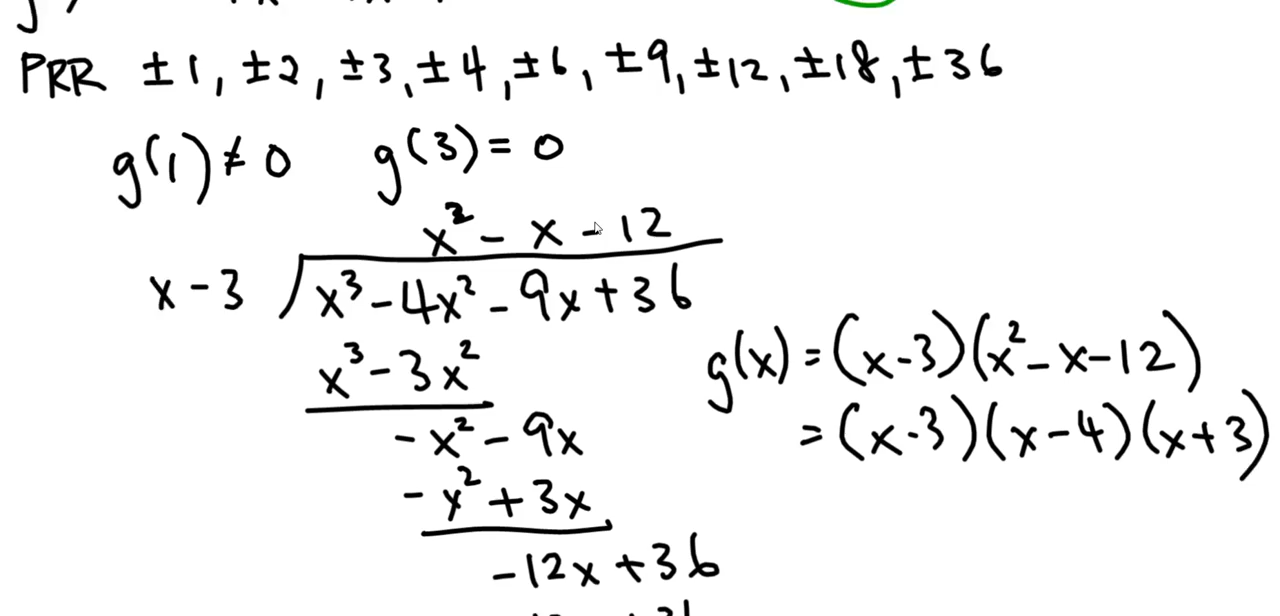 PRR ±1, ±2, ±3, ±4, ±6, ±9, ±12, ±18, ±36
g(1) ≠ 0 g(3) = 0
x² - x - 12
x - 3 x³ - 4x² - 9x + 36
x³ - 3x²
- x² - 9x
- x² + 3x
-12x + 36
g(x) = (x-3)(x² - x - 12)
= (x-3)(x-4)(x+3)